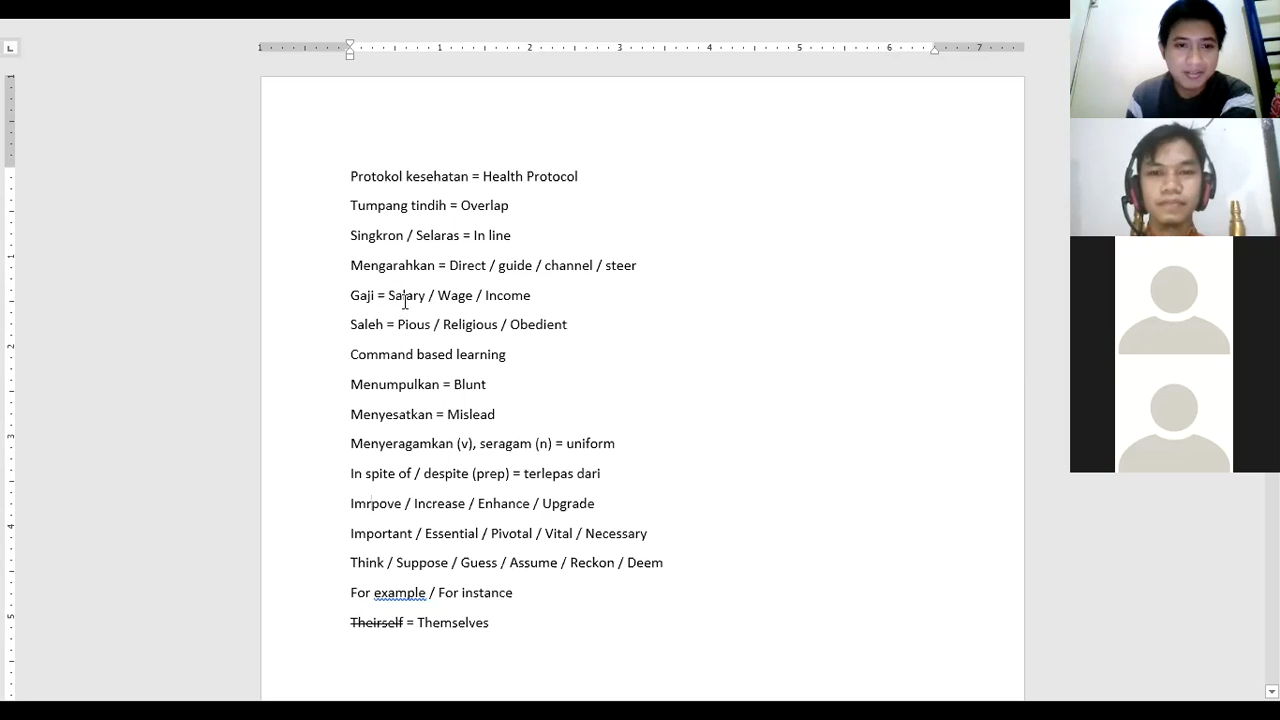 Protokol kesehatan = Health Protocol
Tumpang tindih = Overlap
Singkron / Selaras = In line
Mengarahkan = Direct / guide / channel / steer
Gaji = Salary / Wage / Income
Saleh = Pious / Religious / Obedient
Command based learning
Menumpulkan = Blunt
Menyesatkan = Mislead
Menyeragamkan (v), seragam (n) = uniform
In spite of / despite (prep) = terlepas dari
Imrpove / Increase / Enhance / Upgrade
Important / Essential / Pivotal / Vital / Necessary
Think / Suppose / Guess / Assume / Reckon / Deem
For example / For instance
Theirself = Themselves